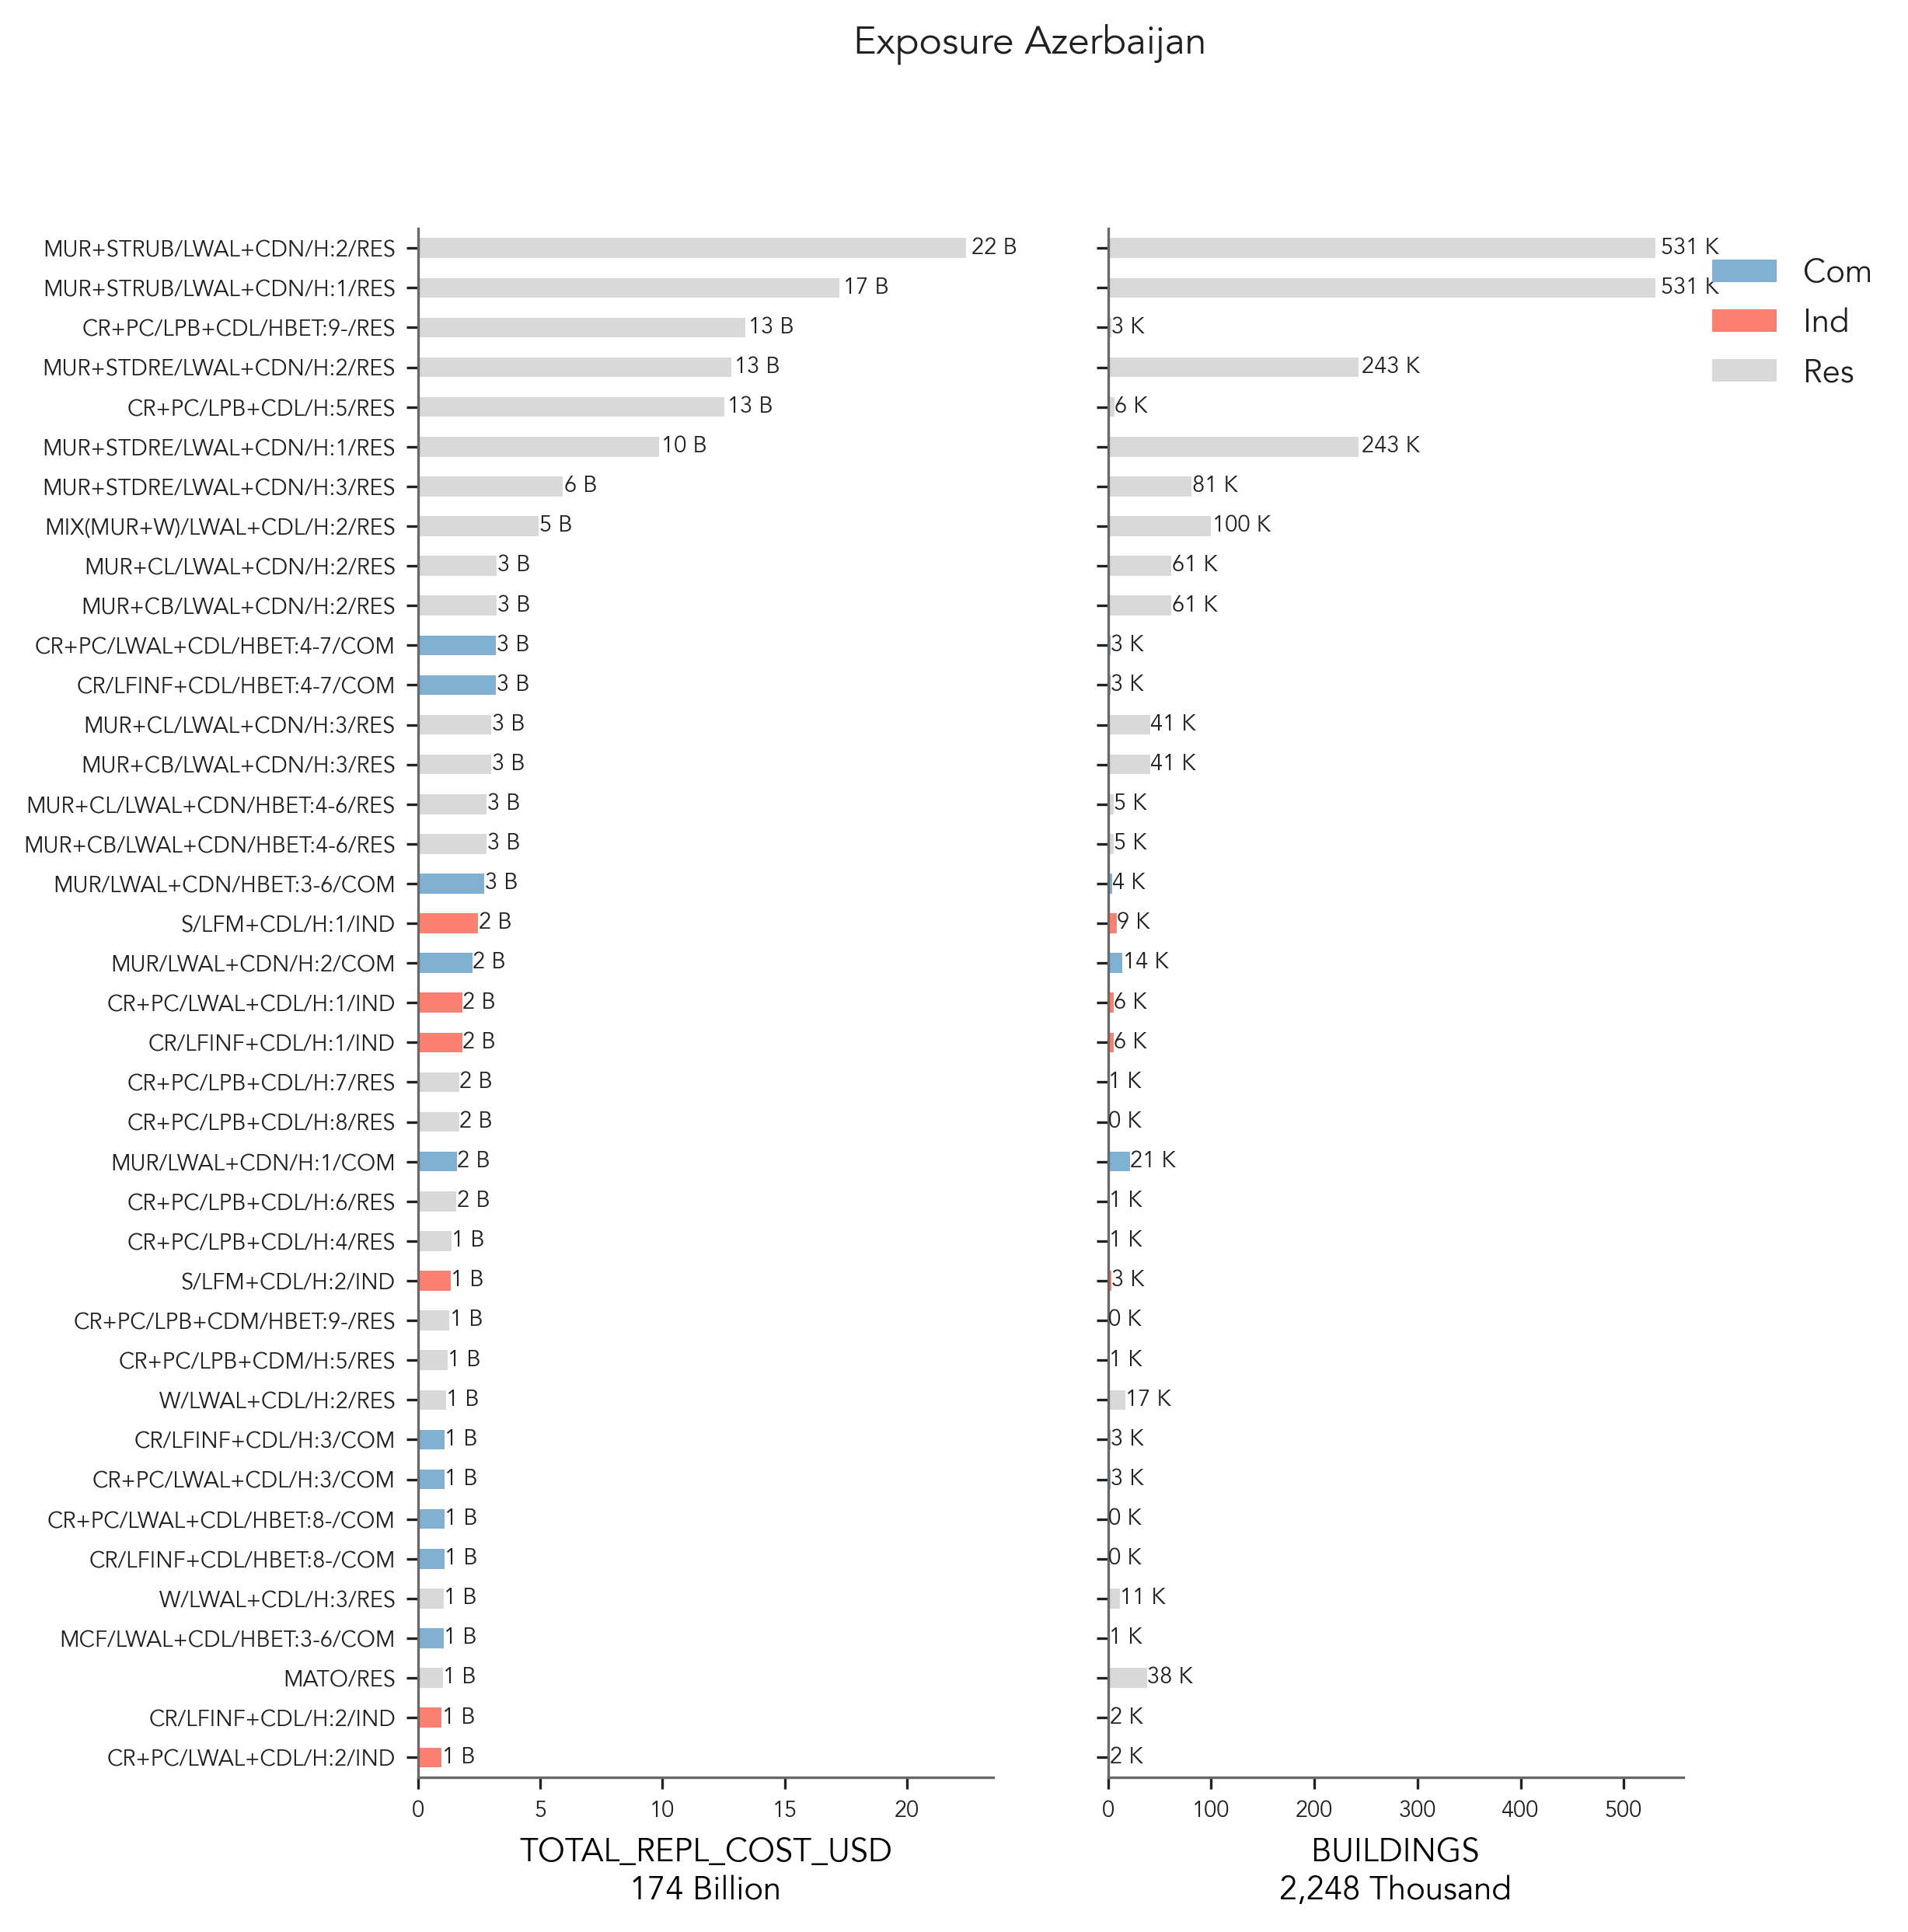 Exposure Azerbaijan
MUR+STRUB/LWAL+CDN/H:2/RES 22 B 531 K
MUR+STRUB/LWAL+CDN/H:1/RES 17 B 531 K
CR+PC/LPB+CDL/HBET:9-/RES 13 B 3 K
MUR+STDRE/LWAL+CDN/H:2/RES 13 B 243 K
CR+PC/LPB+CDL/H:5/RES 13 B 6 K
MUR+STDRE/LWAL+CDN/H:1/RES 10 B 243 K
MUR+STDRE/LWAL+CDN/H:3/RES 6 B 81 K
MIX(MUR+W)/LWAL+CDL/H:2/RES 5 B 100 K
MUR+CL/LWAL+CDN/H:2/RES 3 B 61 K
MUR+CB/LWAL+CDN/H:2/RES 3 B 61 K
CR+PC/LWAL+CDL/HBET:4-7/COM 3 B 3 K
CR/LFINF+CDL/HBET:4-7/COM 3 B 3 K
MUR+CL/LWAL+CDN/H:3/RES 3 B 41 K
MUR+CB/LWAL+CDN/H:3/RES 3 B 41 K
MUR+CL/LWAL+CDN/HBET:4-6/RES 3 B 5 K
MUR+CB/LWAL+CDN/HBET:4-6/RES 3 B 5 K
MUR/LWAL+CDN/HBET:3-6/COM 3 B 4 K
S/LFM+CDL/H:1/IND 2 B 9 K
MUR/LWAL+CDN/H:2/COM 2 B 14 K
CR+PC/LWAL+CDL/H:1/IND 2 B 6 K
CR/LFINF+CDL/H:1/IND 2 B 6 K
CR+PC/LPB+CDL/H:7/RES 2 B 1 K
CR+PC/LPB+CDL/H:8/RES 2 B 0 K
MUR/LWAL+CDN/H:1/COM 2 B 21 K
CR+PC/LPB+CDL/H:6/RES 2 B 1 K
CR+PC/LPB+CDL/H:4/RES 1 B 1 K
S/LFM+CDL/H:2/IND 1 B 3 K
CR+PC/LPB+CDM/HBET:9-/RES 1 B 0 K
CR+PC/LPB+CDM/H:5/RES 1 B 1 K
W/LWAL+CDL/H:2/RES 1 B 17 K
CR/LFINF+CDL/H:3/COM 1 B 3 K
CR+PC/LWAL+CDL/H:3/COM 1 B 3 K
CR+PC/LWAL+CDL/HBET:8-/COM 1 B 0 K
CR/LFINF+CDL/HBET:8-/COM 1 B 0 K
W/LWAL+CDL/H:3/RES 1 B 11 K
MCF/LWAL+CDL/HBET:3-6/COM 1 B 1 K
MATO/RES 1 B 38 K
CR/LFINF+CDL/H:2/IND 1 B 2 K
CR+PC/LWAL+CDL/H:2/IND 1 B 2 K
0 5 10 15 20
TOTAL_REPL_COST_USD
174 Billion
0 100 200 300 400 500
BUILDINGS
2,248 Thousand
Com
Ind
Res